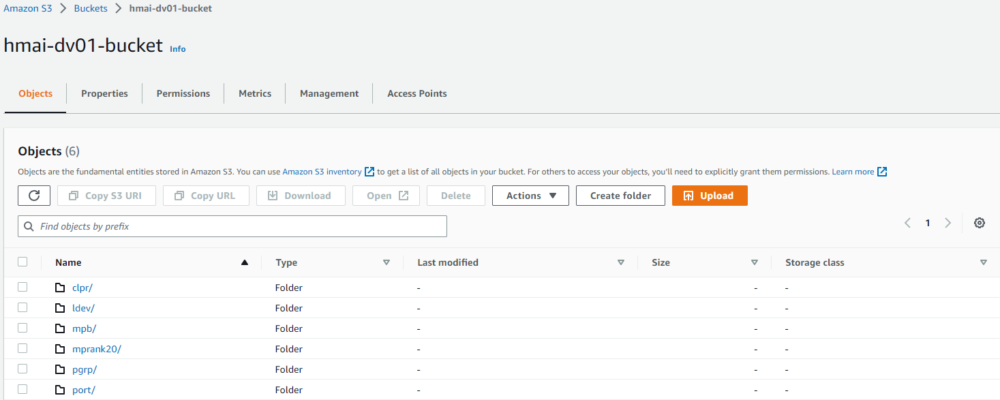 Amazon S3 > Buckets > hmai-dv01-bucket
hmai-dv01-bucket Info
Objects Properties Permissions Metrics Management Access Points
Objects (6)
Objects are the fundamental entities stored in Amazon S3. You can use Amazon S3 inventory to get a list of all objects in your bucket. For others to access your objects, you'll need to explicitly grant them permissions. Learn more
Copy S3 URI Copy URL Download Open Delete Actions Create folder Upload
Find objects by prefix 1
Name Type Last modified Size Storage class
clpr/ Folder - - -
ldev/ Folder - - -
mpb/ Folder - - -
mprank20/ Folder - - -
pgrp/ Folder - - -
port/ Folder - - -